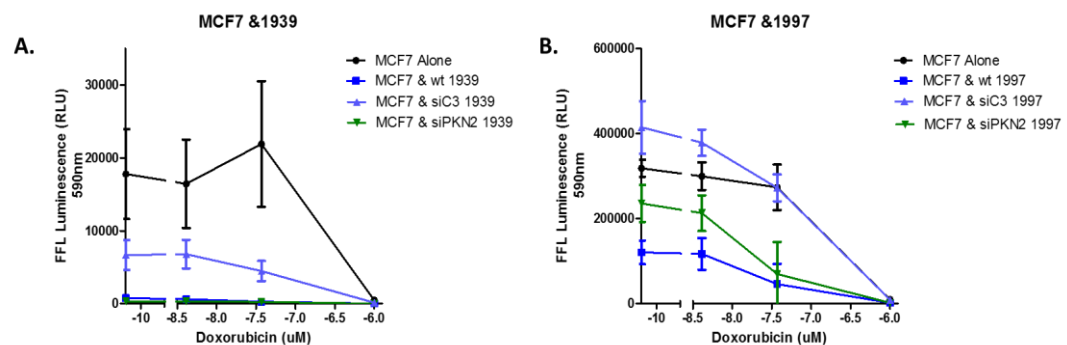 MCF7 &1939
A.
FFL Luminescence (RLU)
590nm
30000
20000
10000
0
-10 -8.5 -8.0 -7.5 -7.0 -6.5 -6.0
Doxorubicin (uM)
MCF7 Alone
MCF7 & wt 1939
MCF7 & siC3 1939
MCF7 & siPKN2 1939
MCF7 &1997
B.
FFL Luminescence (RLU)
590nm
600000
400000
200000
0
-10 -8.5 -8.0 -7.5 -7.0 -6.5 -6.0
Doxorubicin (uM)
MCF7 Alone
MCF7 & wt 1997
MCF7 & siC3 1997
MCF7 & siPKN2 1997